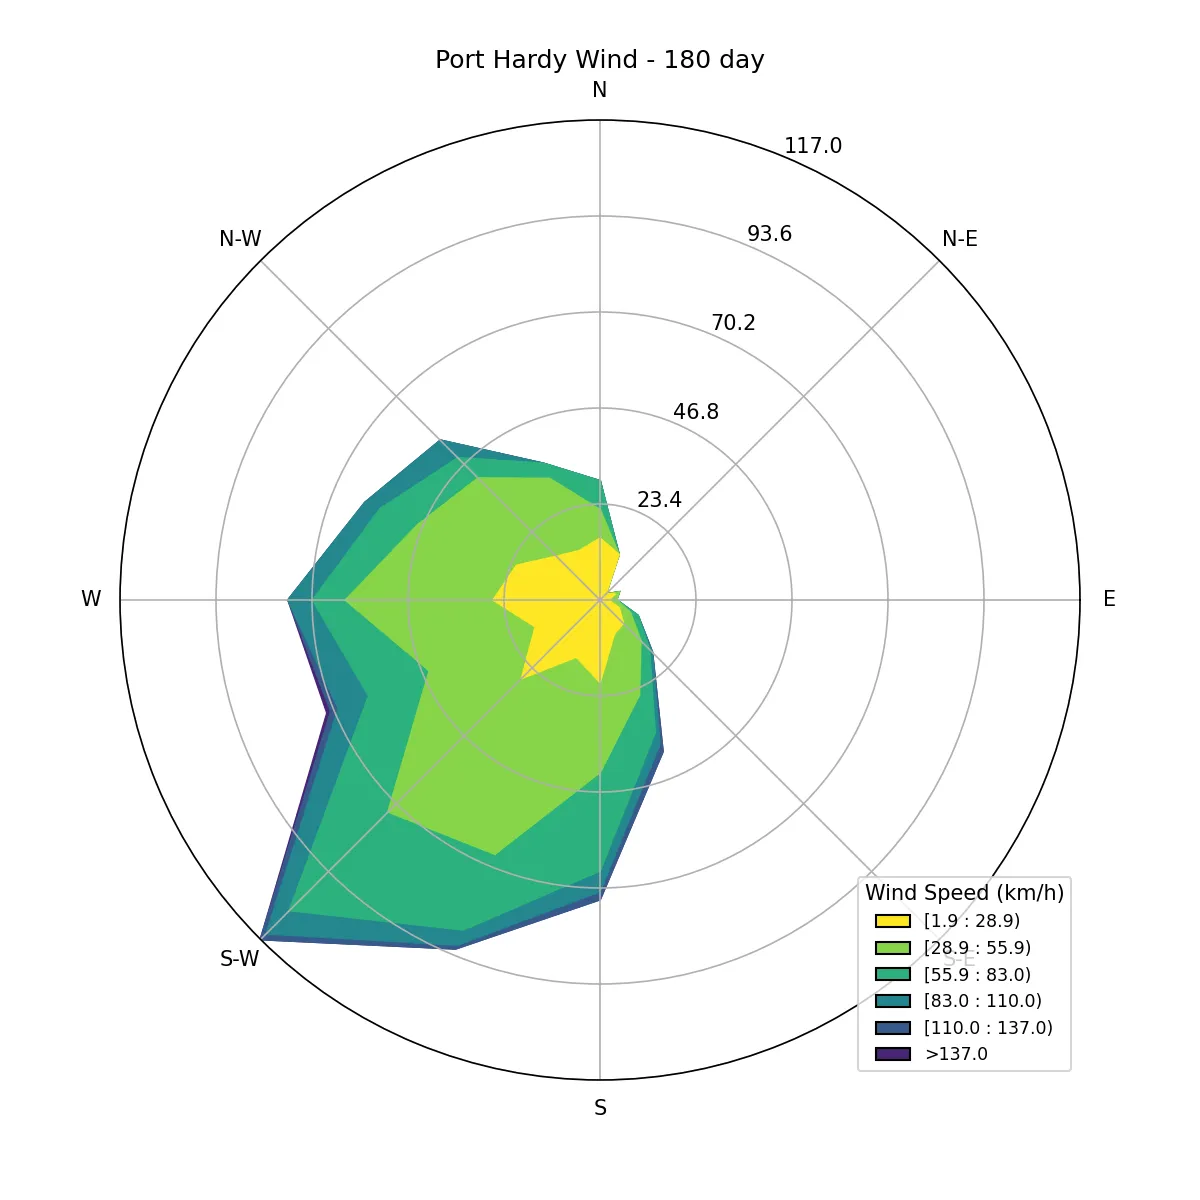 Port Hardy Wind - 180 day
N
117.0
N-W
93.6
N-E
70.2
46.8
23.4
W
E
S-W
S-E
S
Wind Speed (km/h)
[1.9 : 28.9)
[28.9 : 55.9)
[55.9 : 83.0)
[83.0 : 110.0)
[110.0 : 137.0)
>137.0